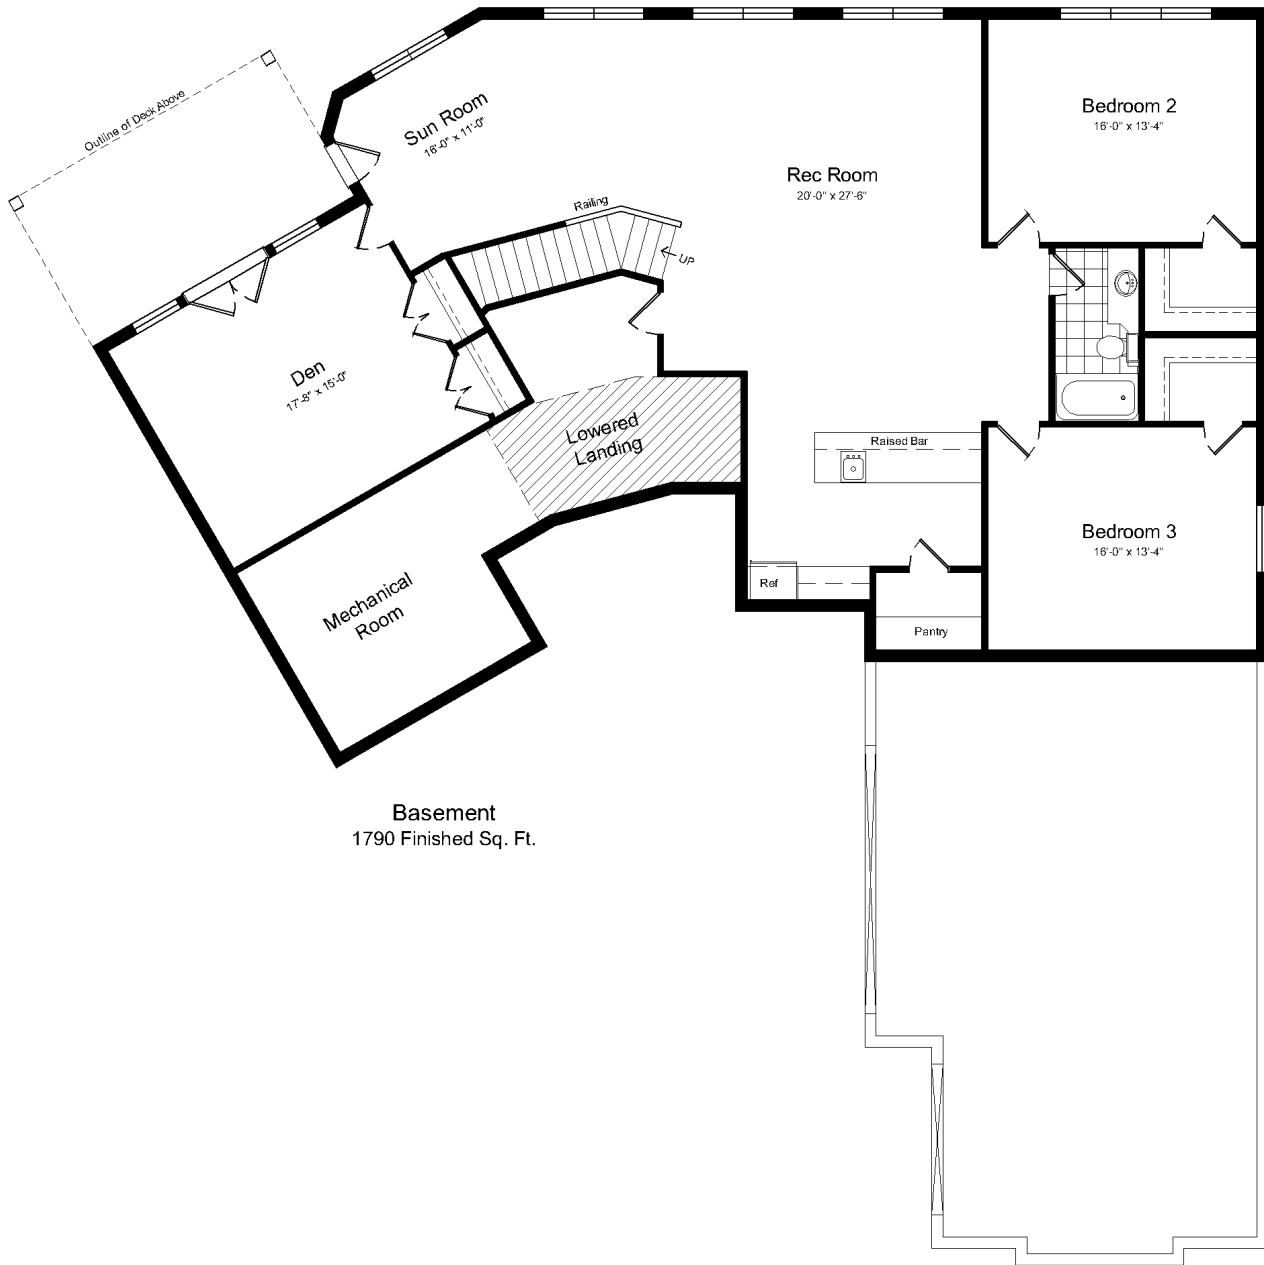 Outline of Deck Above
Sun Room
16'-0" x 11'-0"
Rec Room
20'-0" x 27'-6"
Bedroom 2
16'-0" x 13'-4"
Railing
UP
Den
17'-8" x 15'-0"
Lowered
Landing
Raised Bar
Bedroom 3
16'-0" x 13'-4"
Mechanical
Room
Ref
Pantry
Basement
1790 Finished Sq. Ft.